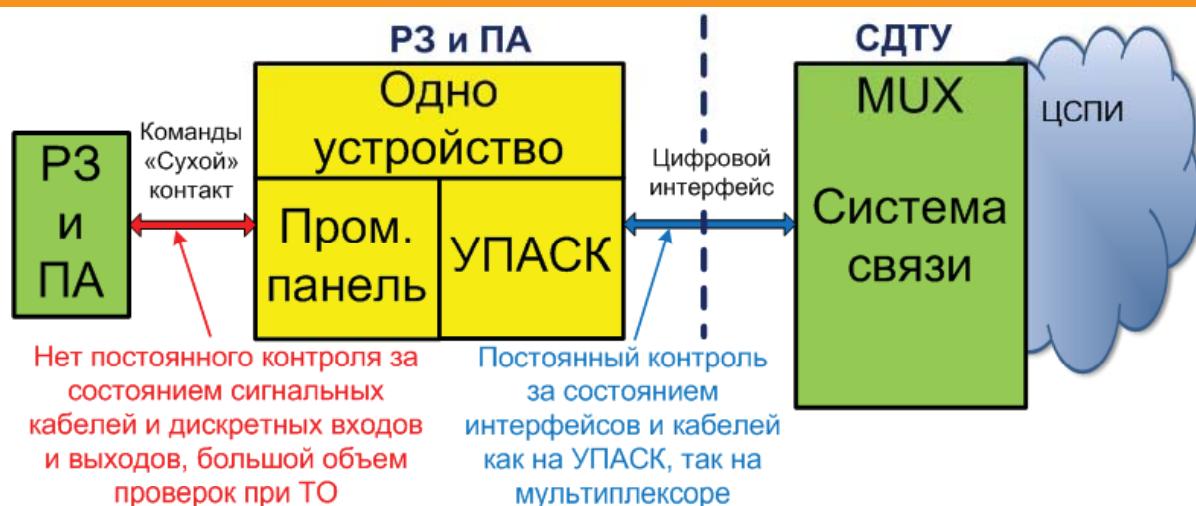 РЗ и ПА
СДТУ
РЗ
и
ПА
Команды
«Сухой»
контакт
Одно
устройство
Пром.
панель
УПАСК
Цифровой
интерфейс
MUX
Система
связи
ЦСПИ
Нет постоянного контроля за
состоянием сигнальных
кабелей и дискретных входов
и выходов, большой объем
проверок при ТО
Постоянный контроль
за состоянием
интерфейсов и кабелей
как на УПАСК, так на
мультиплексоре